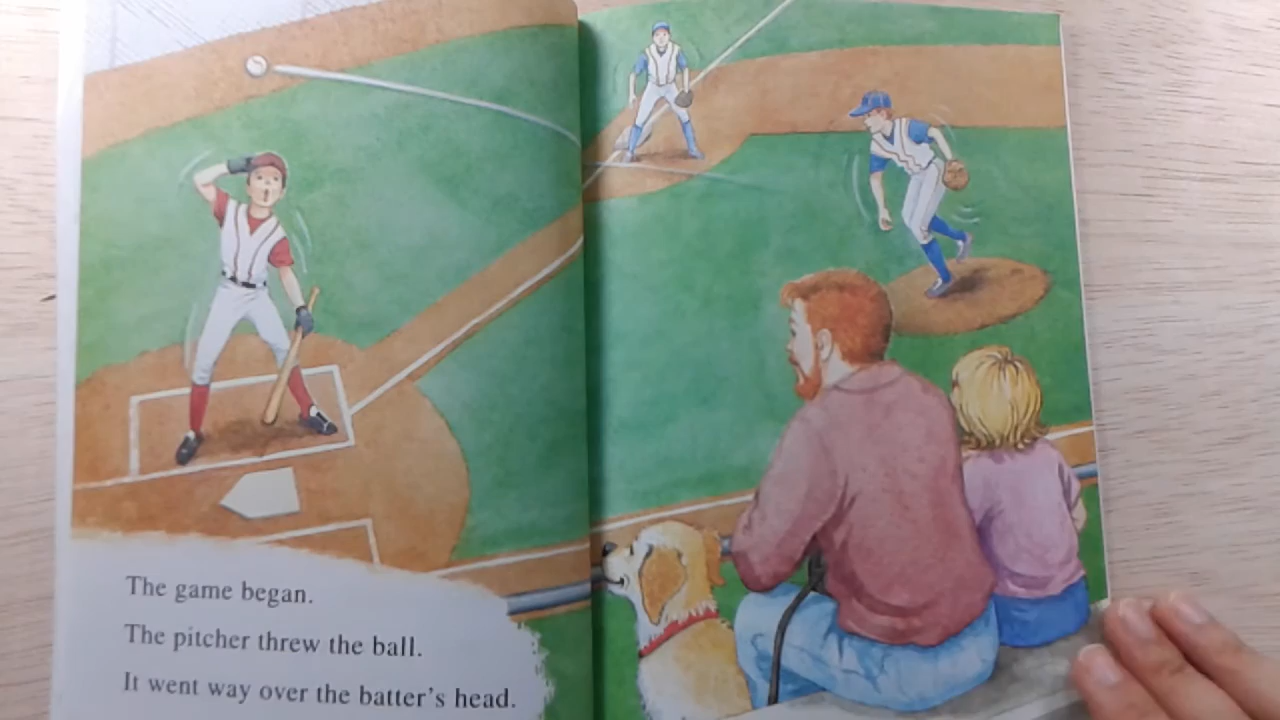 The game began.
The pitcher threw the ball.
It went way over the batter's head.